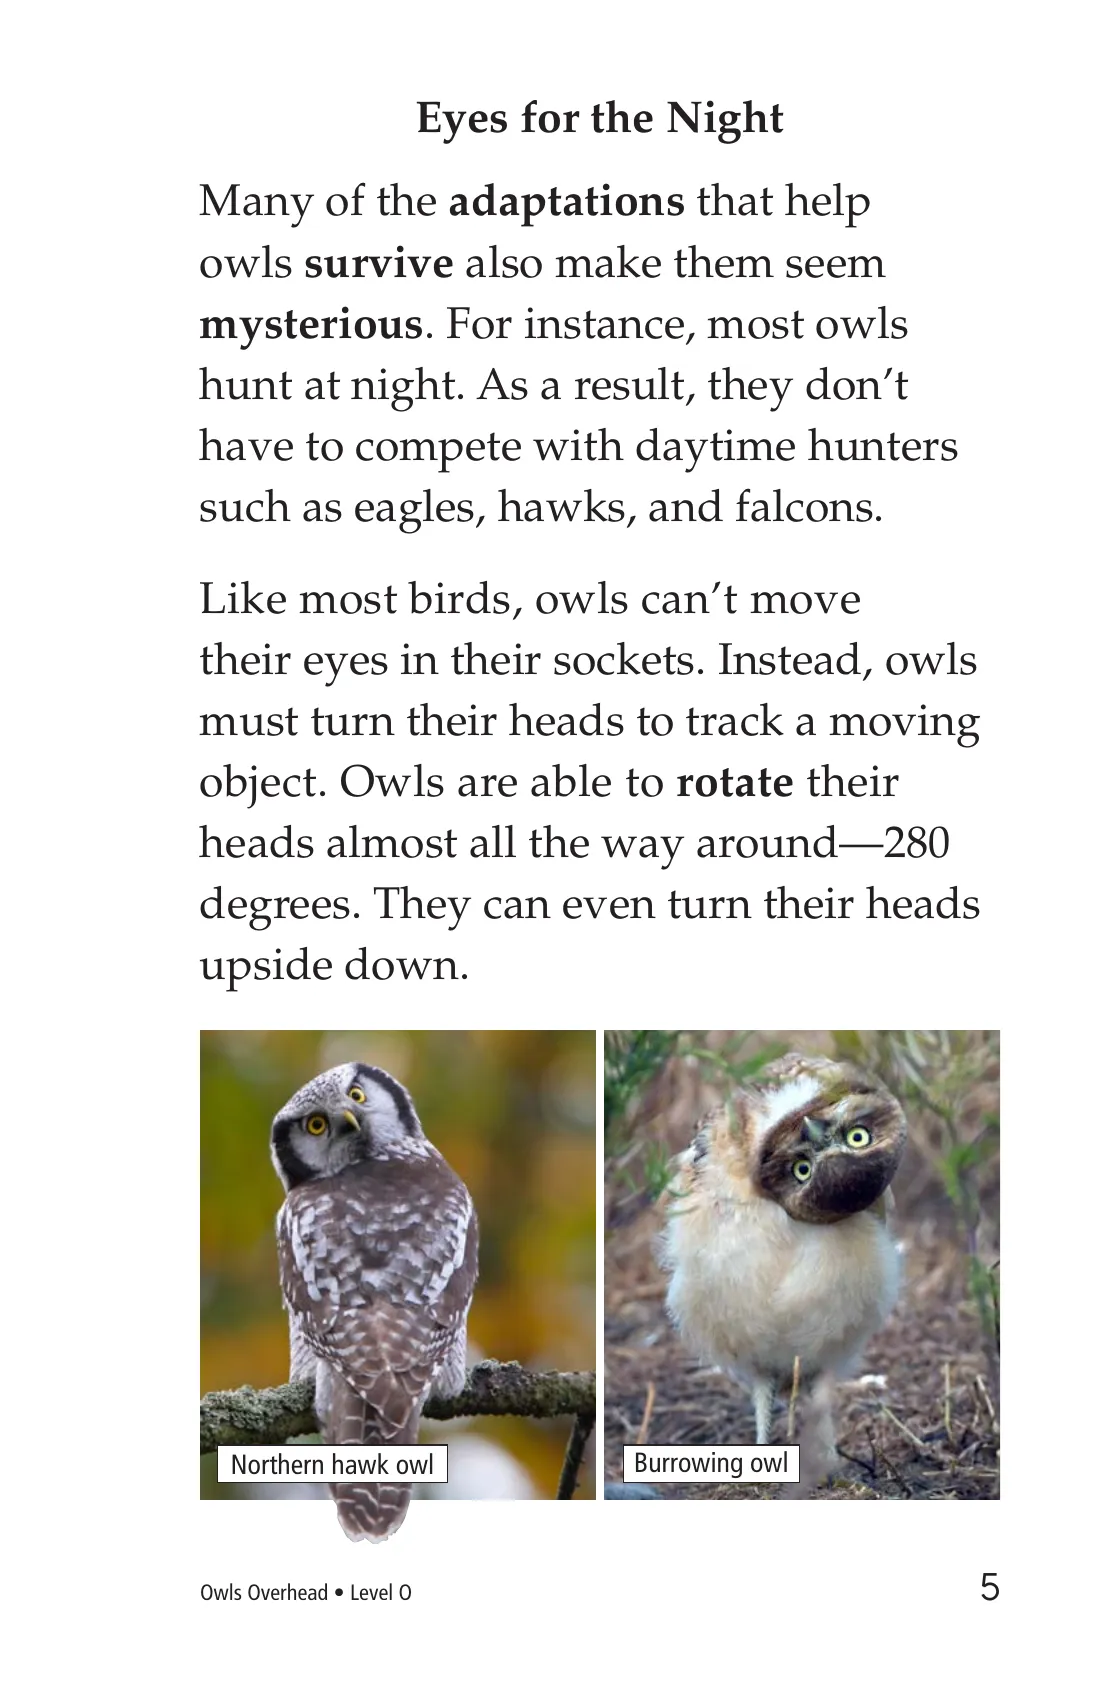 Eyes for the Night
Many of the adaptations that help
owls survive also make them seem
mysterious. For instance, most owls
hunt at night. As a result, they don’t
have to compete with daytime hunters
such as eagles, hawks, and falcons.
Like most birds, owls can’t move
their eyes in their sockets. Instead, owls
must turn their heads to track a moving
object. Owls are able to rotate their
heads almost all the way around—280
degrees. They can even turn their heads
upside down.
Northern hawk owl
Burrowing owl
Owls Overhead • Level O
5